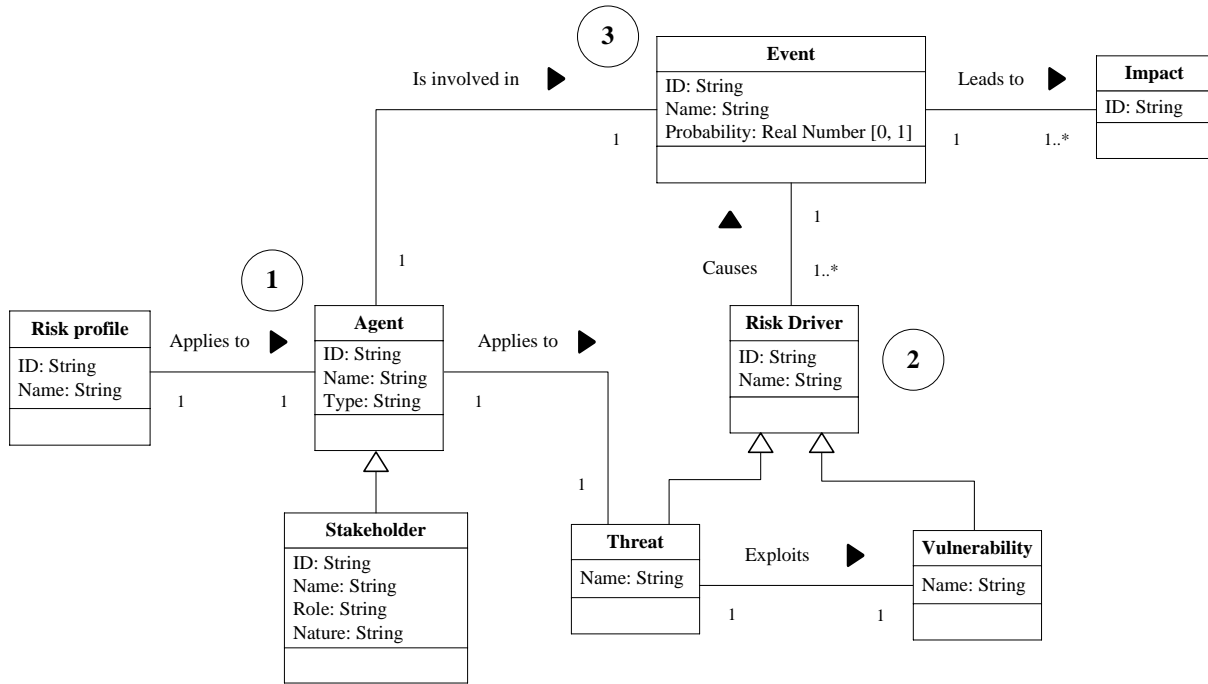 3
Event
ID: String
Name: String
Probability: Real Number [0, 1]
Is involved in
1
1
Leads to
1
1..*
Impact
ID: String
Causes
1
1..*
1
Risk profile
ID: String
Name: String
Applies to
1
1
Agent
ID: String
Name: String
Type: String
Applies to
1
1
Risk Driver
ID: String
Name: String
2
Stakeholder
ID: String
Name: String
Role: String
Nature: String
Threat
Name: String
Exploits
1
1
Vulnerability
Name: String